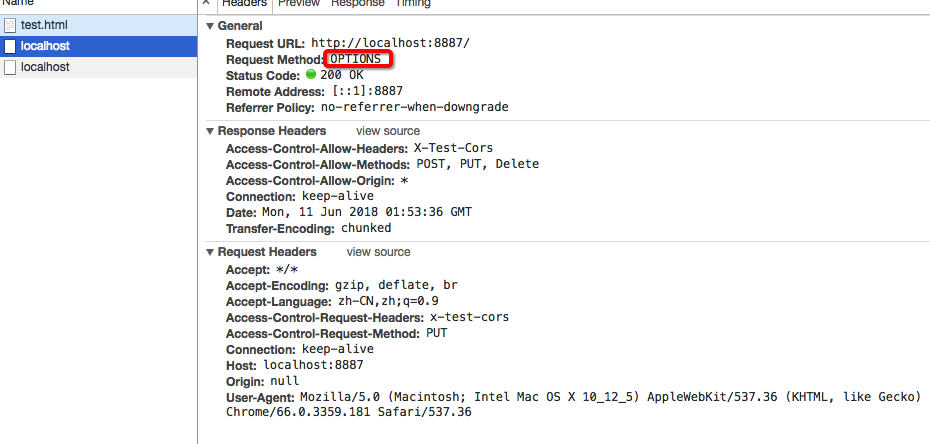 Name
× Headers Preview Response Timing
test.html
localhost
localhost
▼ General
Request URL: http://localhost:8887/
Request Method: OPTIONS
Status Code: 200 OK
Remote Address: [::1]:8887
Referrer Policy: no-referrer-when-downgrade
▼ Response Headers view source
Access-Control-Allow-Headers: X-Test-Cors
Access-Control-Allow-Methods: POST, PUT, Delete
Access-Control-Allow-Origin: *
Connection: keep-alive
Date: Mon, 11 Jun 2018 01:53:36 GMT
Transfer-Encoding: chunked
▼ Request Headers view source
Accept: */*
Accept-Encoding: gzip, deflate, br
Accept-Language: zh-CN,zh;q=0.9
Access-Control-Request-Headers: x-test-cors
Access-Control-Request-Method: PUT
Connection: keep-alive
Host: localhost:8887
Origin: null
User-Agent: Mozilla/5.0 (Macintosh; Intel Mac OS X 10_12_5) AppleWebKit/537.36 (KHTML, like Gecko)
Chrome/66.0.3359.181 Safari/537.36